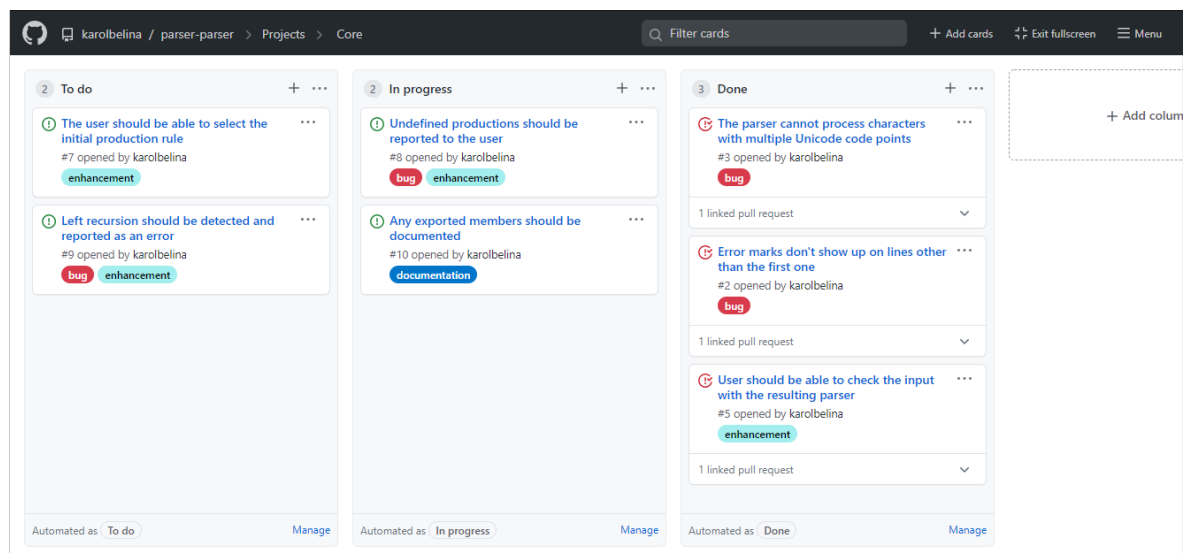 karolbelina / parser-parser > Projects > Core
Filter cards
+ Add cards
Exit fullscreen
Menu
2 To do
The user should be able to select the
initial production rule
#7 opened by karolbelina
enhancement
Left recursion should be detected and
reported as an error
#9 opened by karolbelina
bug enhancement
Automated as To do
Manage
2 In progress
Undefined productions should be
reported to the user
#8 opened by karolbelina
bug enhancement
Any exported members should be
documented
#10 opened by karolbelina
documentation
Automated as In progress
Manage
3 Done
The parser cannot process characters
with multiple Unicode code points
#3 opened by karolbelina
bug
1 linked pull request
Error marks don't show up on lines other
than the first one
#2 opened by karolbelina
bug
1 linked pull request
User should be able to check the input
with the resulting parser
#5 opened by karolbelina
enhancement
1 linked pull request
Automated as Done
Manage
+ Add colum